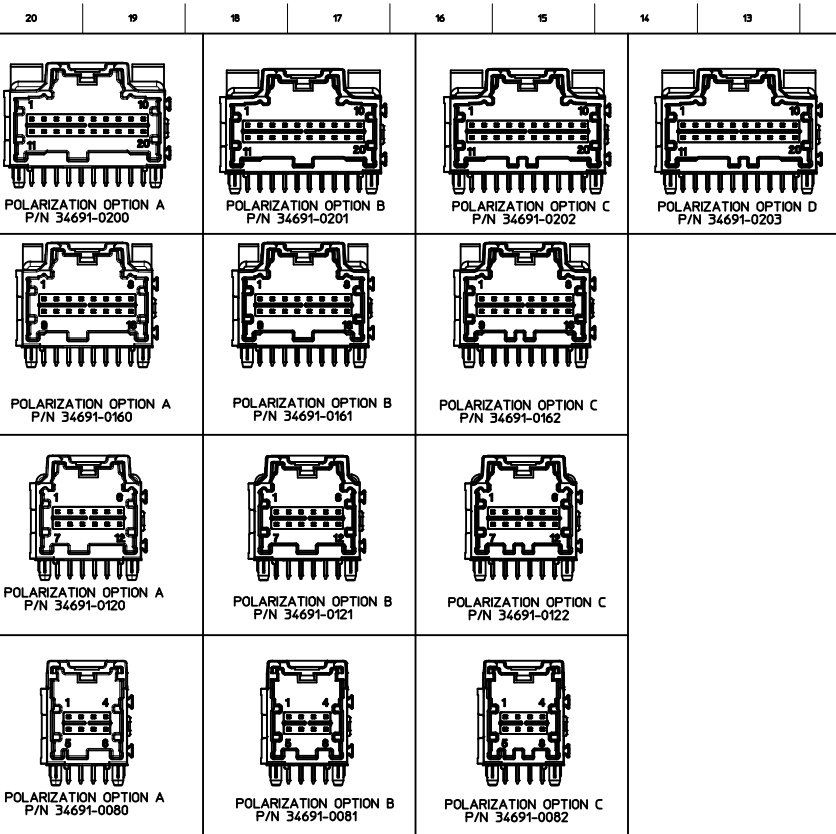 20 19 18 17 16 15 14 13
1 10
11 20
POLARIZATION OPTION A
P/N 34691-0200
1 10
11 20
POLARIZATION OPTION B
P/N 34691-0201
1 10
11 20
POLARIZATION OPTION C
P/N 34691-0202
1 10
11 20
POLARIZATION OPTION D
P/N 34691-0203
1 8
9 16
POLARIZATION OPTION A
P/N 34691-0160
1 8
9 16
POLARIZATION OPTION B
P/N 34691-0161
1 8
9 16
POLARIZATION OPTION C
P/N 34691-0162
1 6
7 12
POLARIZATION OPTION A
P/N 34691-0120
1 6
7 12
POLARIZATION OPTION B
P/N 34691-0121
1 6
7 12
POLARIZATION OPTION C
P/N 34691-0122
1 4
5 8
POLARIZATION OPTION A
P/N 34691-0080
1 4
5 8
POLARIZATION OPTION B
P/N 34691-0081
1 4
5 8
POLARIZATION OPTION C
P/N 34691-0082